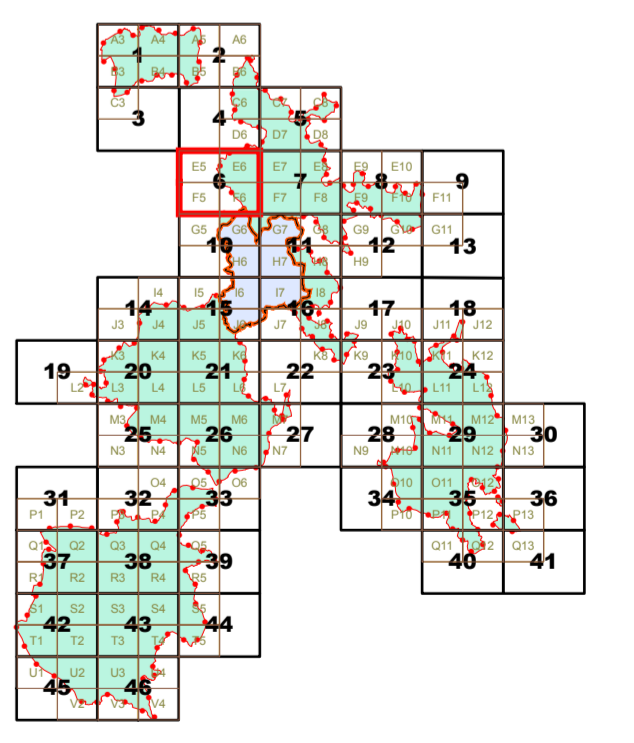 A3 A4 A5 A6
1 2
B3 B4 B5 B6
C3 C6 C7 C8
3 4 5
D6 D7 D8
E5 E6 E7 E8 E9 E10
6 7 8 9
F5 F6 F7 F8 F9 F10 F11
G5 G6 G7 G8 G9 G10 G11
10 11 12 13
H6 H7 H8 H9
I4 I5 I6 I7 I8
14 15 16 17 18
J3 J4 J5 J6 J7 J8 J9 J10 J11 J12
K3 K4 K5 K6 K8 K9 K10 K11 K12
19 20 21 22 23 24
L2 L3 L4 L5 L6 L7 L10 L11 L12
M3 M4 M5 M6 M10 M11 M12 M13
25 26 27 28 29 30
N3 N4 N5 N6 N7 N9 N10 N11 N12 N13
O4 O5 O6 O10 O11 O12
31 32 33 34 35 36
P1 P2 P3 P4 P5 P10 P11 P12 P13
Q1 Q2 Q3 Q4 Q5 Q11 Q12 Q13
37 38 39 40 41
R1 R2 R3 R4 R5
S1 S2 S3 S4 S5
42 43 44
T1 T2 T3 T4 T5
U1 U2 U3 U4
45 46
V2 V3 V4